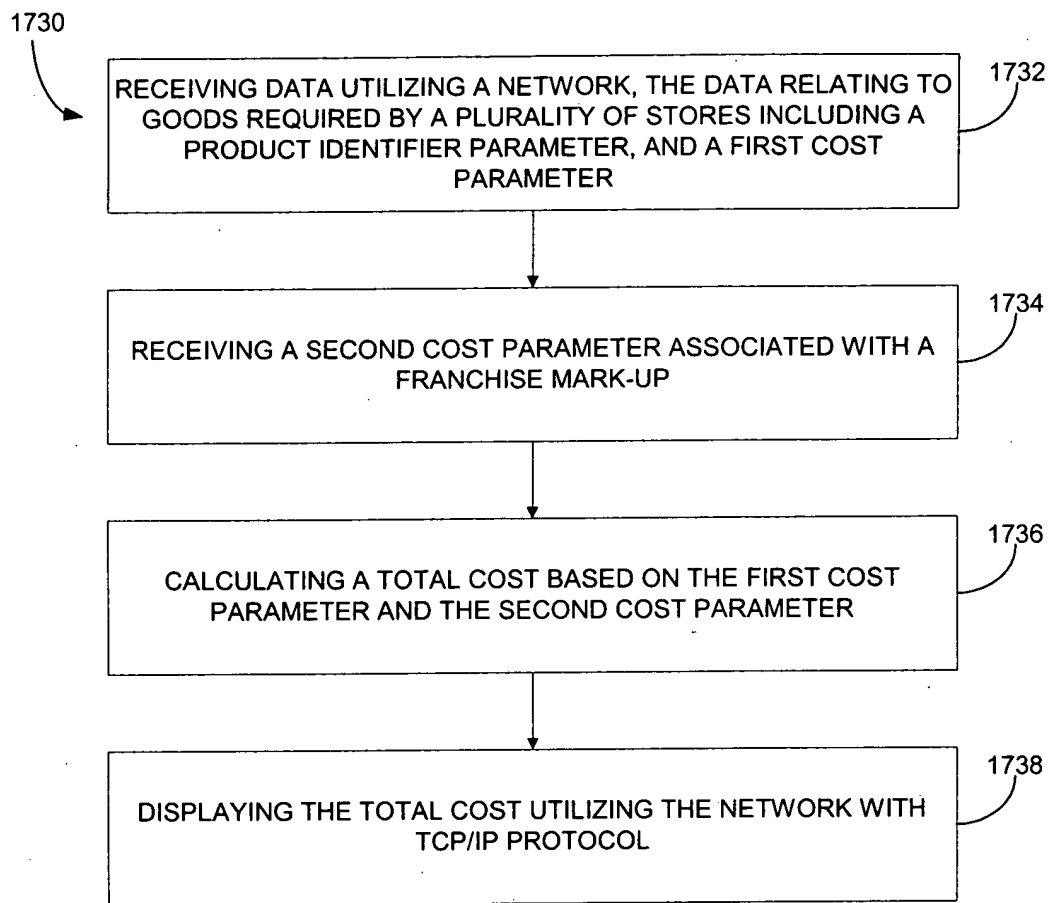 1730
1732
RECEIVING DATA UTILIZING A NETWORK, THE DATA RELATING TO
GOODS REQUIRED BY A PLURALITY OF STORES INCLUDING A
PRODUCT IDENTIFIER PARAMETER, AND A FIRST COST
PARAMETER
1734
RECEIVING A SECOND COST PARAMETER ASSOCIATED WITH A
FRANCHISE MARK-UP
1736
CALCULATING A TOTAL COST BASED ON THE FIRST COST
PARAMETER AND THE SECOND COST PARAMETER
1738
DISPLAYING THE TOTAL COST UTILIZING THE NETWORK WITH
TCP/IP PROTOCOL